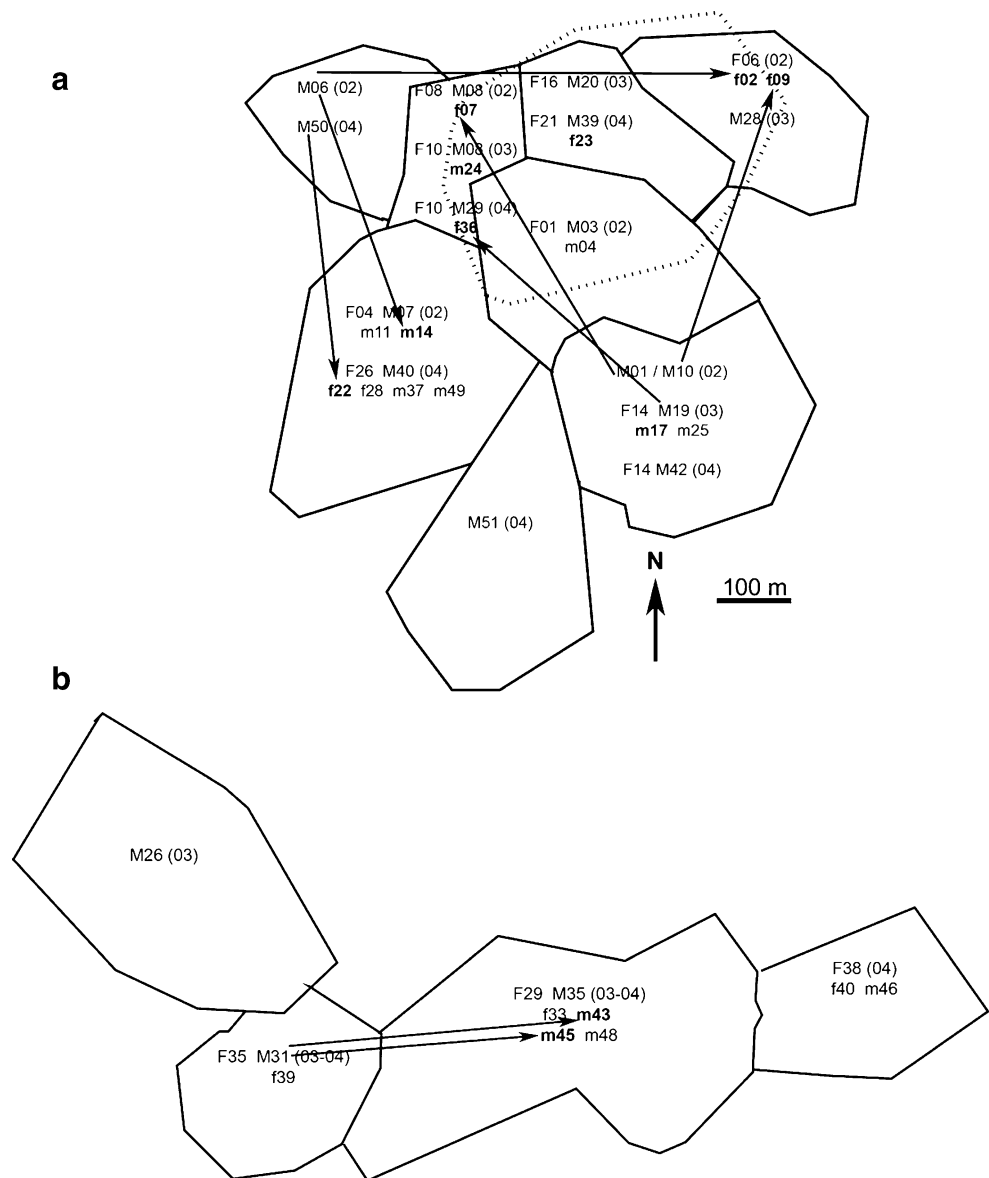 a
M06 (02)
M50 (04)
F08 M08 (02)
f07
F10 M08 (03)
m24
F10 M29 (04)
f36
F16 M20 (03)
F21 M39 (04)
f23
F06 (02)
f02 f09
M28 (03)
F01 M03 (02)
m04
F04 M07 (02)
m11 m14
F26 M40 (04)
f22 f28 m37 m49
M01 / M10 (02)
F14 M19 (03)
m17 m25
F14 M42 (04)
M51 (04)
N
100 m
b
M26 (03)
F35 M31 (03-04)
f39
F29 M35 (03-04)
f33 m43
m45 m48
F38 (04)
f40 m46